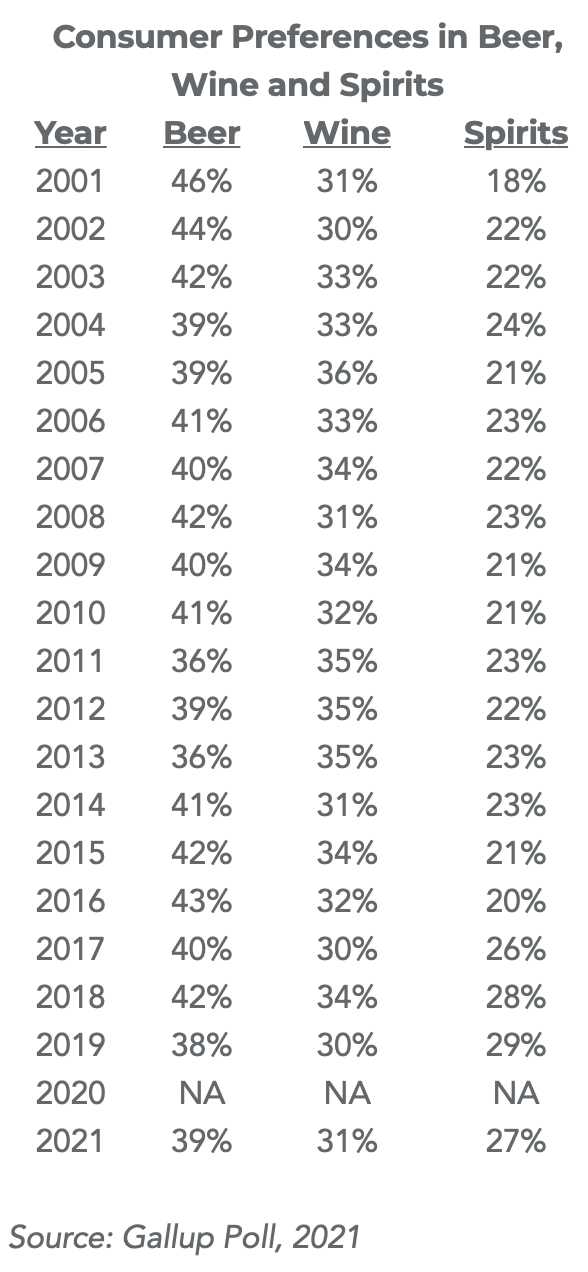 Consumer Preferences in Beer,
Wine and Spirits
Year Beer Wine Spirits
2001 46% 31% 18%
2002 44% 30% 22%
2003 42% 33% 22%
2004 39% 33% 24%
2005 39% 36% 21%
2006 41% 33% 23%
2007 40% 34% 22%
2008 42% 31% 23%
2009 40% 34% 21%
2010 41% 32% 21%
2011 36% 35% 23%
2012 39% 35% 22%
2013 36% 35% 23%
2014 41% 31% 23%
2015 42% 34% 21%
2016 43% 32% 20%
2017 40% 30% 26%
2018 42% 34% 28%
2019 38% 30% 29%
2020 NA NA NA
2021 39% 31% 27%
Source: Gallup Poll, 2021